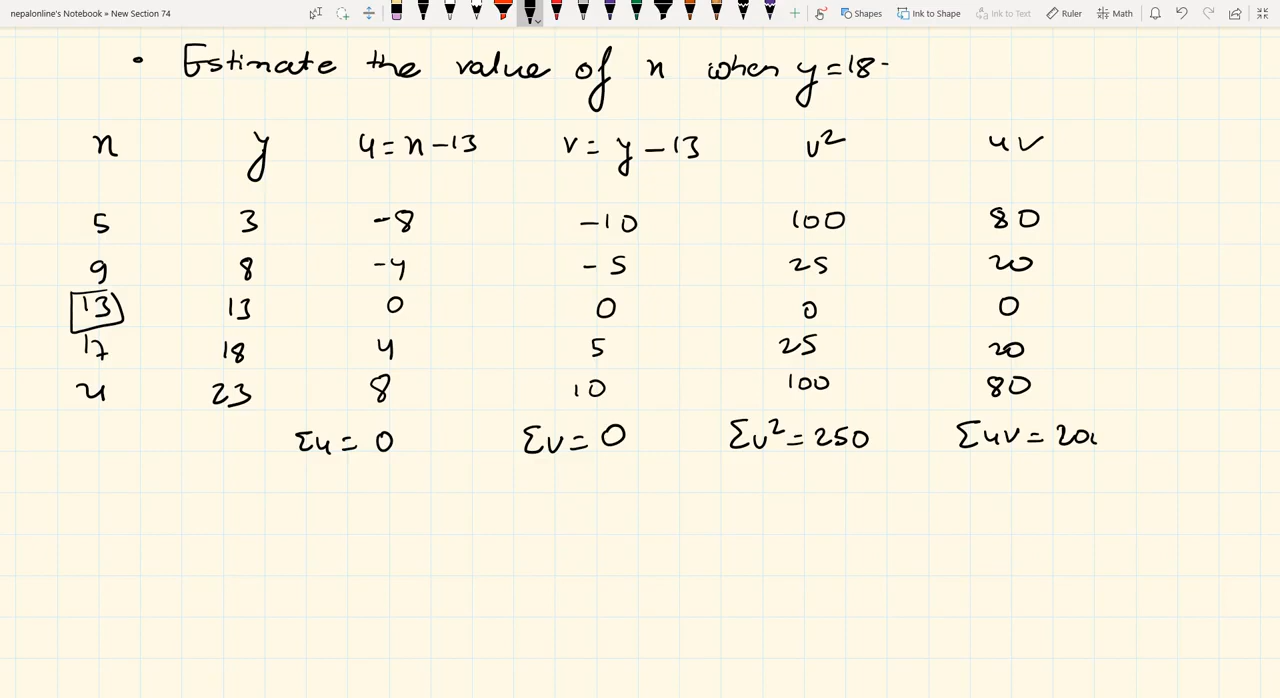 nepalonline's Notebook » New Section 74
Shapes Ink to Shape Ink to Text Ruler Math
• Estimate the value of x when y=18.
x y u=x-13 v=y-13 v² uv
5 3 -8 -10 100 80
9 8 -4 -5 25 20
13 13 0 0 0 0
17 18 4 5 25 20
21 23 8 10 100 80
Σu=0 Σv=0 Σv²=250 Σuv=200